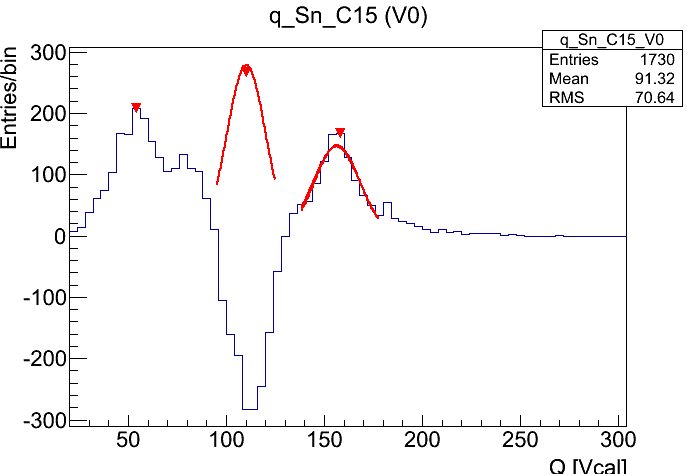 q_Sn_C15 (V0)
q_Sn_C15_V0
Entries 1730
Mean 91.32
RMS 70.64
Entries/bin
300
200
100
0
-100
-200
-300
50 100 150 200 250 300
Q [Vcal]